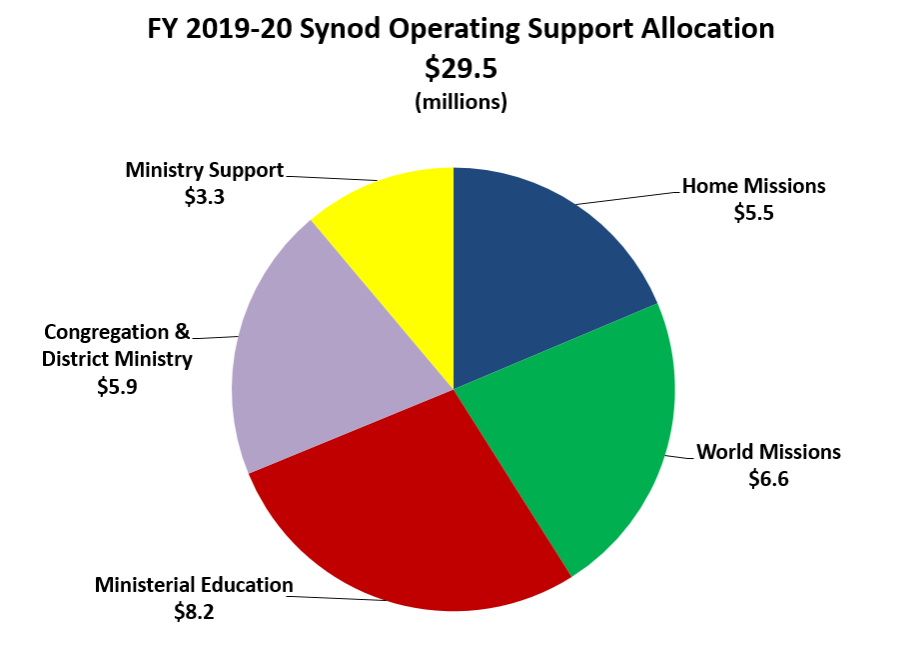 FY 2019-20 Synod Operating Support Allocation
$29.5
(millions)
Ministry Support
$3.3
Home Missions
$5.5
Congregation &
District Ministry
$5.9
World Missions
$6.6
Ministerial Education
$8.2